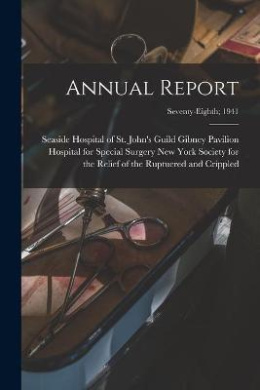 Annual Report
Seventy-Eighth; 1941
Seaside Hospital of St. John's Guild Gibney Pavilion
Hospital for Special Surgery New York Society for
the Relief of the Rupruered and Crippled